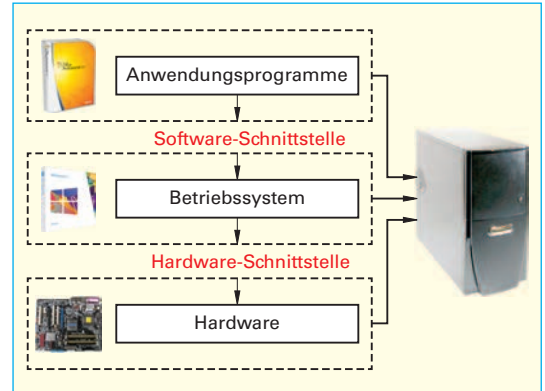 Anwendungsprogramme
Software-Schnittstelle
Betriebssystem
Hardware-Schnittstelle
Hardware